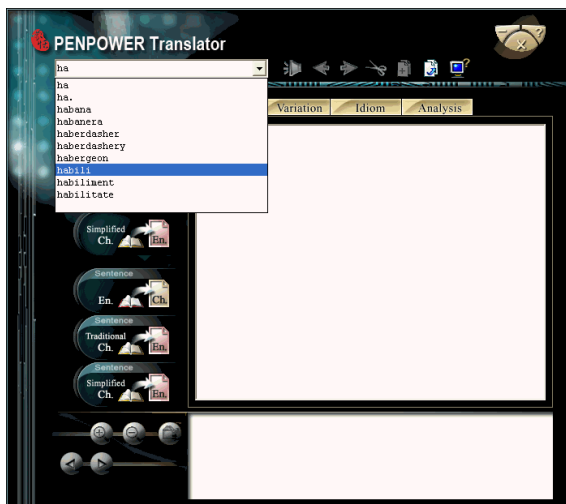 PENPOWER Translator
ha
ha
ha.
habana
habanera
haberdasher
haberdashery
habergeon
habili
habiliment
habilitate
Variation
Idiom
Analysis
Simplified
Ch.
En.
Sentence
En.
Ch.
Sentence
Traditional
Ch.
En.
Sentence
Simplified
Ch.
En.